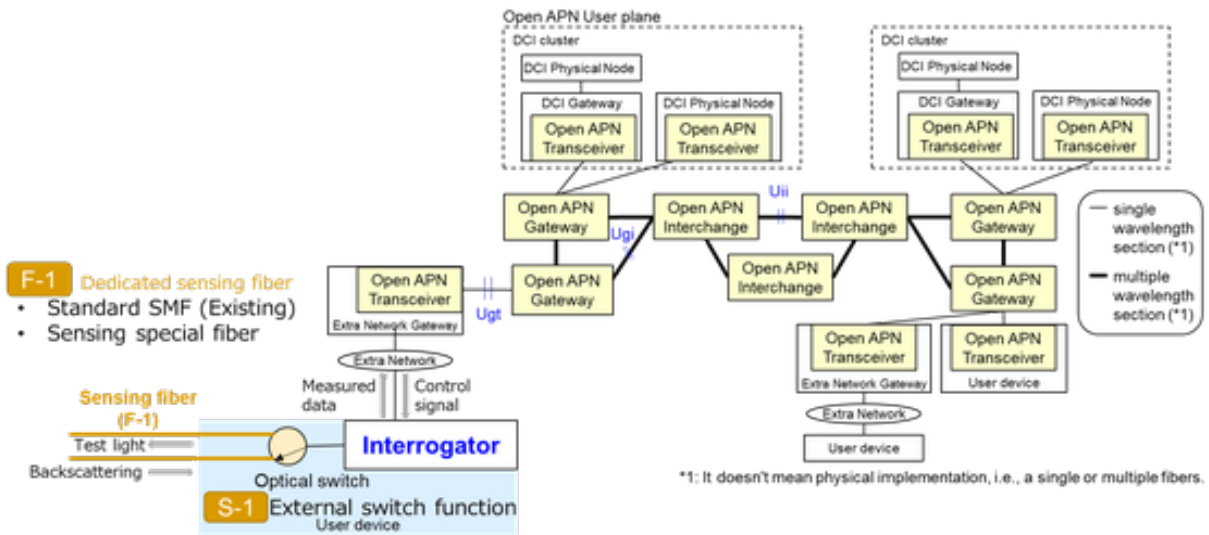 Open APN User plane
DCI cluster
DCI Physical Node
DCI Gateway
Open APN
Transceiver
DCI Physical Node
Open APN
Transceiver
DCI cluster
DCI Physical Node
DCI Gateway
Open APN
Transceiver
DCI Physical Node
Open APN
Transceiver
Open APN
Gateway
Open APN
Interchange
Uii
Open APN
Interchange
Open APN
Gateway
Ugi
Open APN
Gateway
Open APN
Interchange
Open APN
Gateway
single
wavelength
section (*1)
multiple
wavelength
section (*1)
F-1 Dedicated sensing fiber
• Standard SMF (Existing)
• Sensing special fiber
Open APN
Transceiver
Extra Network Gateway
Ugt
Extra Network
Measured
data
Control
signal
Open APN
Transceiver
Extra Network Gateway
Open APN
Transceiver
User device
Extra Network
User device
Sensing fiber
(F-1)
Test light
Backscattering
Interrogator
Optical switch
S-1 External switch function
User device
*1: It doesn't mean physical implementation, i.e., a single or multiple fibers.